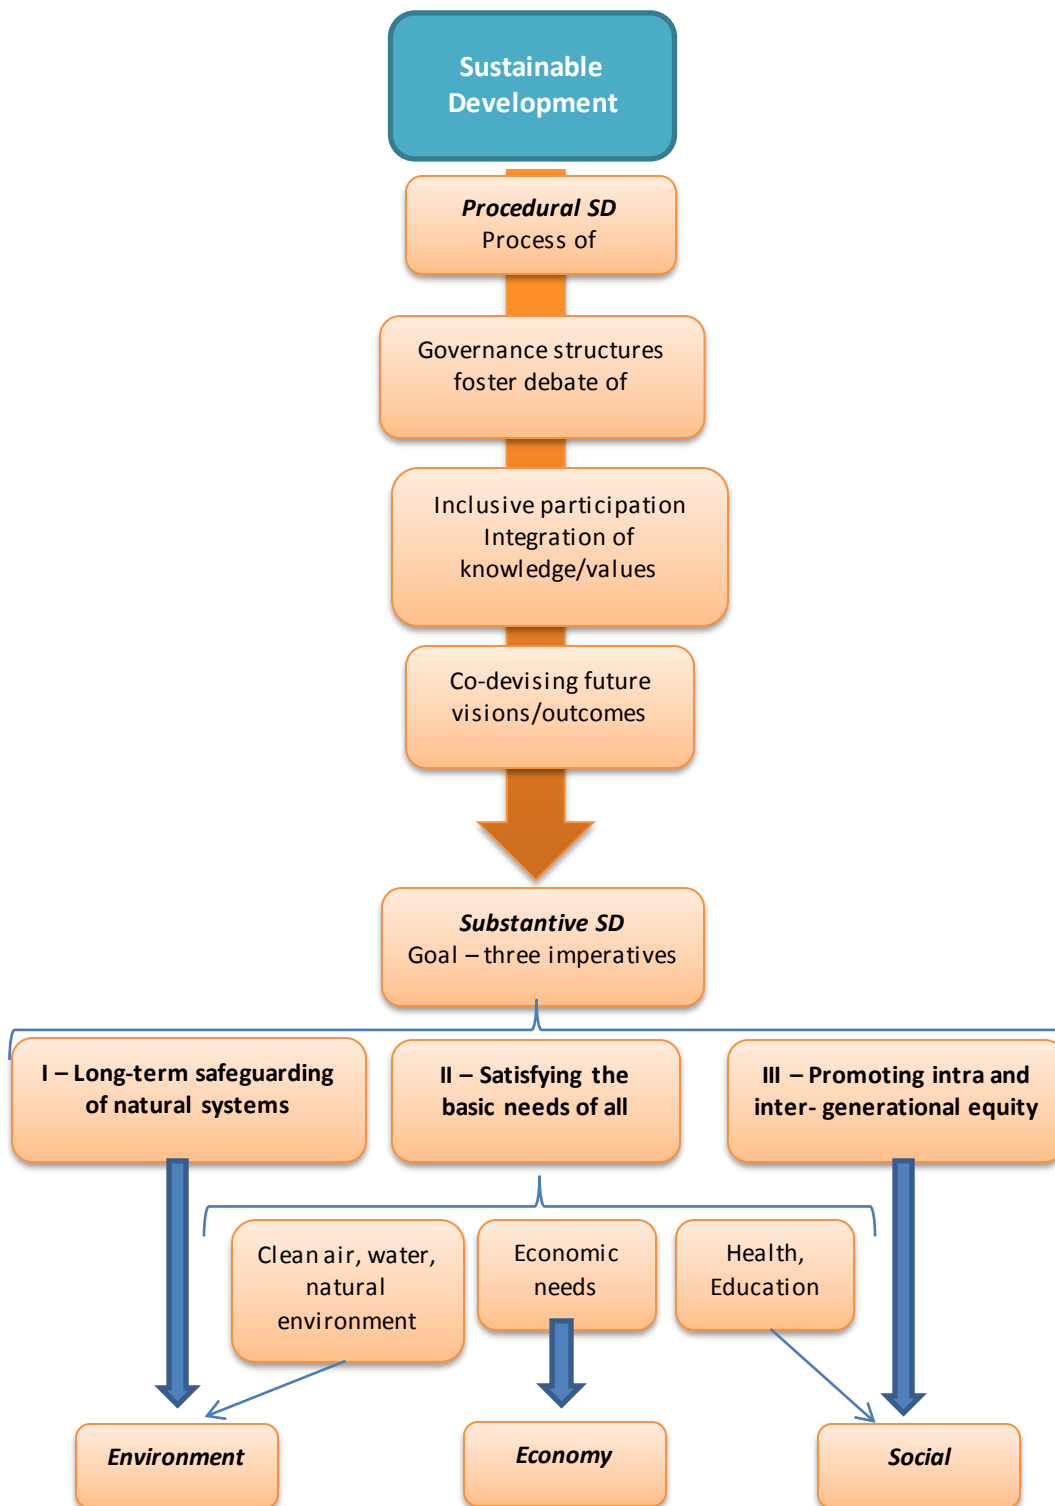 Sustainable
Development
Procedural SD
Process of
Governance structures
foster debate of
Inclusive participation
Integration of
knowledge/values
Co-devising future
visions/outcomes
Substantive SD
Goal – three imperatives
I – Long-term safeguarding
of natural systems
II – Satisfying the
basic needs of all
III – Promoting intra and
inter- generational equity
Clean air, water,
natural
environment
Economic
needs
Health,
Education
Environment
Economy
Social